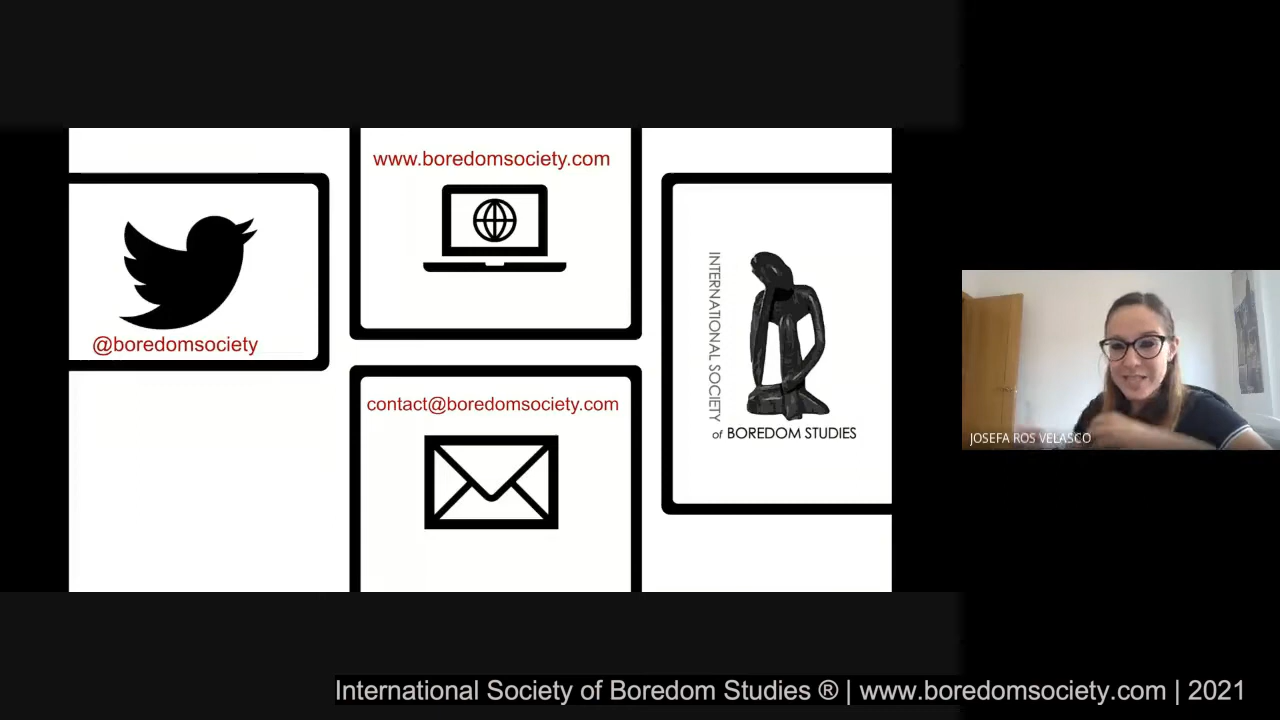 www.boredomsociety.com
@boredomsociety
contact@boredomsociety.com
INTERNATIONAL SOCIETY
of BOREDOM STUDIES
JOSEFA ROS VELASCO
International Society of Boredom Studies ® | www.boredomsociety.com | 2021